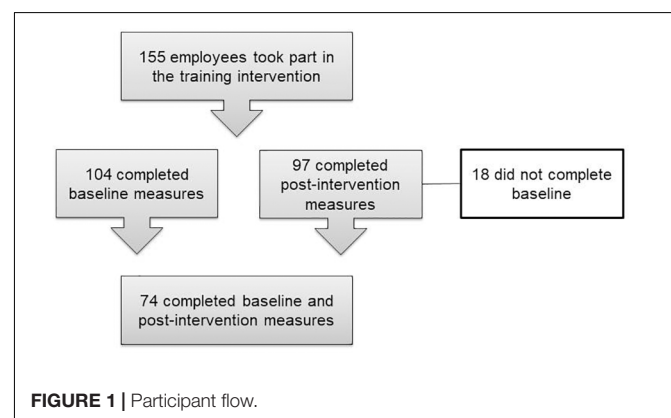 155 employees took part in
the training intervention
104 completed
baseline measures
97 completed
post-intervention
measures
18 did not complete
baseline
74 completed baseline and
post-intervention measures
FIGURE 1 | Participant flow.